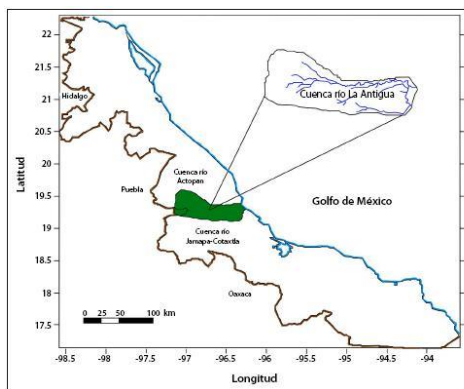 22
21.5
21
20.5
20
19.5
19
18.5
18
17.5
Latitud
Hidalgo
Puebla
Cuenca río
Actopan
Cuenca río La Antigua
Golfo de México
Cuenca río
Jamapa-Cotaxtla
Oaxaca
0 25 50 100 km
-98.5 -98 -97.5 -97 -96.5 -96 -95.5 -95 -94.5 -94
Longitud